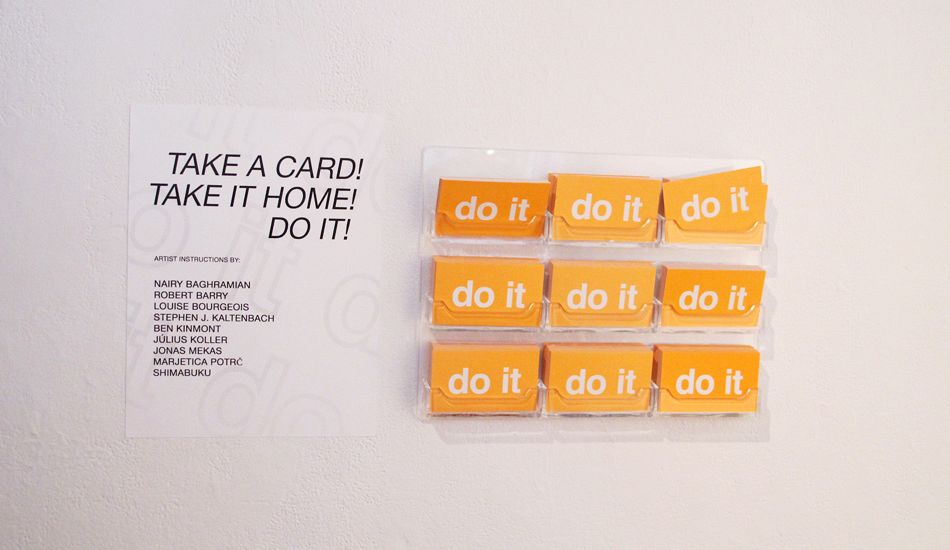 TAKE A CARD!
TAKE IT HOME!
DO IT!
ARTIST INSTRUCTIONS BY:
NAIRY BAGHRAMIAN
ROBERT BARRY
LOUISE BOURGEOIS
STEPHEN J. KALTENBACH
BEN KINMONT
JÚLIUS KOLLER
JONAS MEKAS
MARJETICA POTRČ
SHIMABUKU
do it do it do it
do it do it do it
do it do it do it